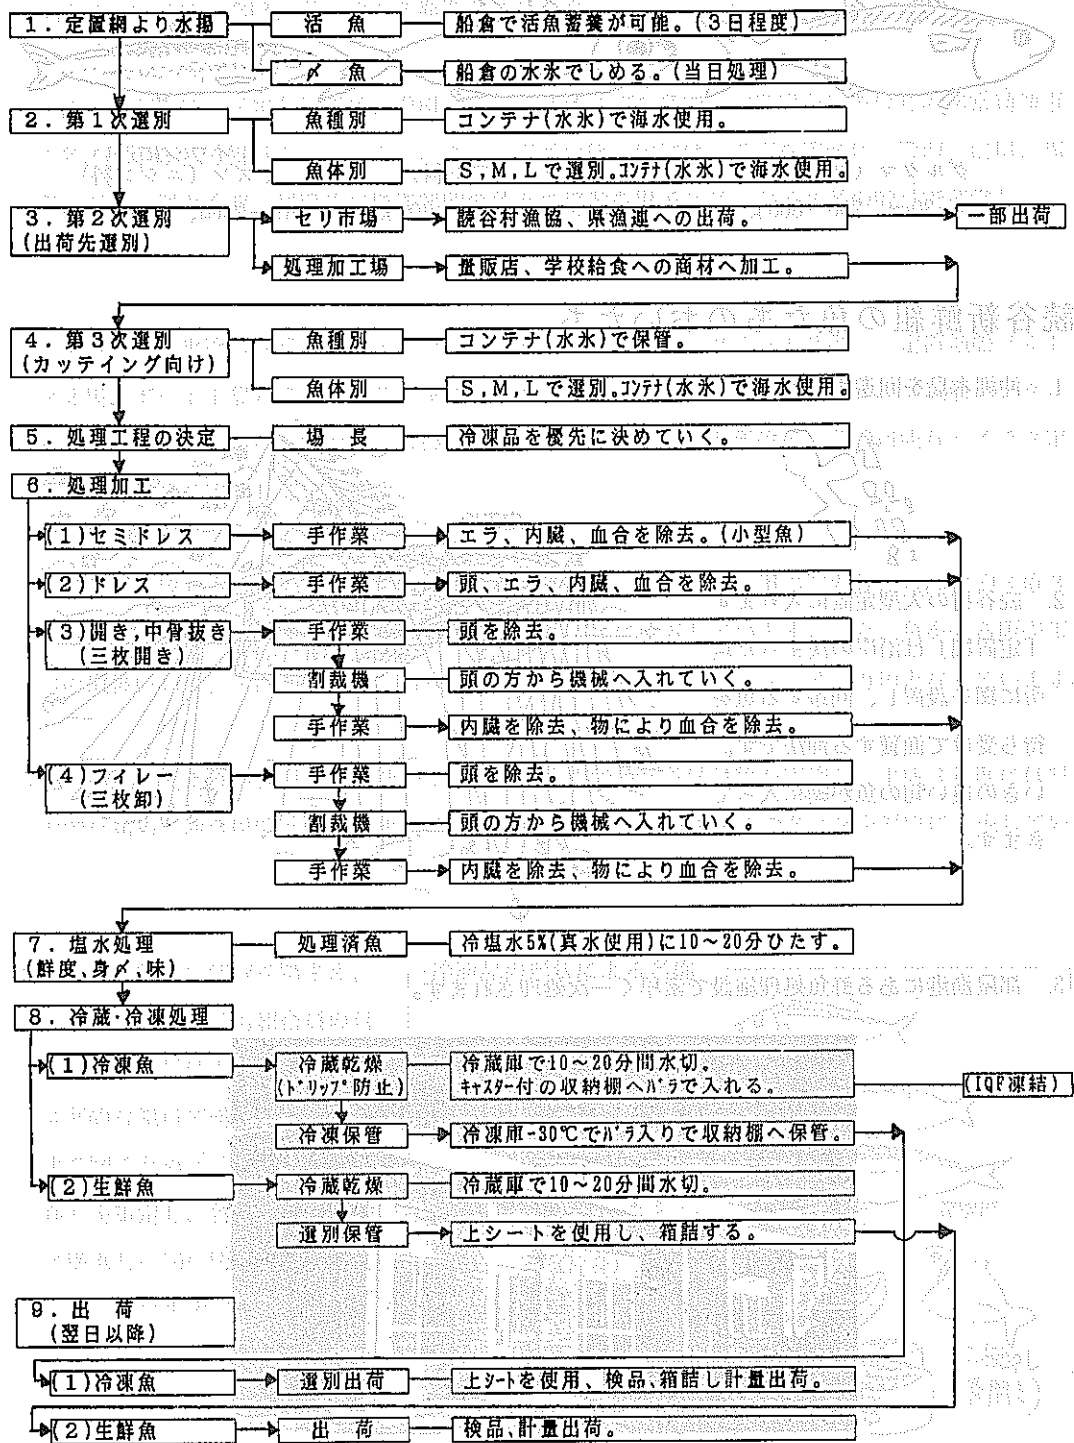 1．定置網より水揚
活　魚
船倉で活魚蓄養が可能。(3日程度)
〆　魚
船倉の水氷でしめる。(当日処理)
2．第1次選別
魚種別
コンテナ(水氷)で海水使用。
魚体別
S,M,Lで選別。コンテナ(水氷)で海水使用。
3．第2次選別
(出荷先選別)
セリ市場
読谷村漁協、県漁連への出荷。
一部出荷
処理加工場
量販店、学校給食への商材へ加工。
4．第3次選別
(カッテイング向け)
魚種別
コンテナ(水氷)で保管。
魚体別
S,M,Lで選別。コンテナ(水氷)で海水使用。
5．処理工程の決定
場　長
冷凍品を優先に決めていく。
6．処理加工
(1)セミドレス
手作業
エラ、内臓、血合を除去。(小型魚)
(2)ドレス
手作業
頭、エラ、内臓、血合を除去。
(3)開き,中骨抜き
(三枚開き)
手作業
頭を除去。
割裁機
頭の方から機械へ入れていく。
手作業
内臓を除去、物により血合を除去。
(4)フィレー
(三枚卸)
手作業
頭を除去。
割裁機
頭の方から機械へ入れていく。
手作業
内臓を除去、物により血合を除去。
7．塩水処理
(鮮度、身〆、味)
処理済魚
冷塩水5%(真水使用)に10～20分ひたす。
8．冷蔵・冷凍処理
(1)冷凍魚
冷蔵乾燥
(ドリップ防止)
冷蔵庫で10～20分間水切。
キャスター付の収納棚へバラで入れる。
(IQF凍結)
冷凍保管
冷凍庫-30℃でバラ入りで収納棚へ保管。
(2)生鮮魚
冷蔵乾燥
冷蔵庫で10～20分間水切。
選別保管
上シートを使用し、箱詰する。
9．出　荷
(翌日以降)
(1)冷凍魚
選別出荷
上シートを使用、検品、箱詰し計量出荷。
(2)生鮮魚
出　荷
検品、計量出荷。